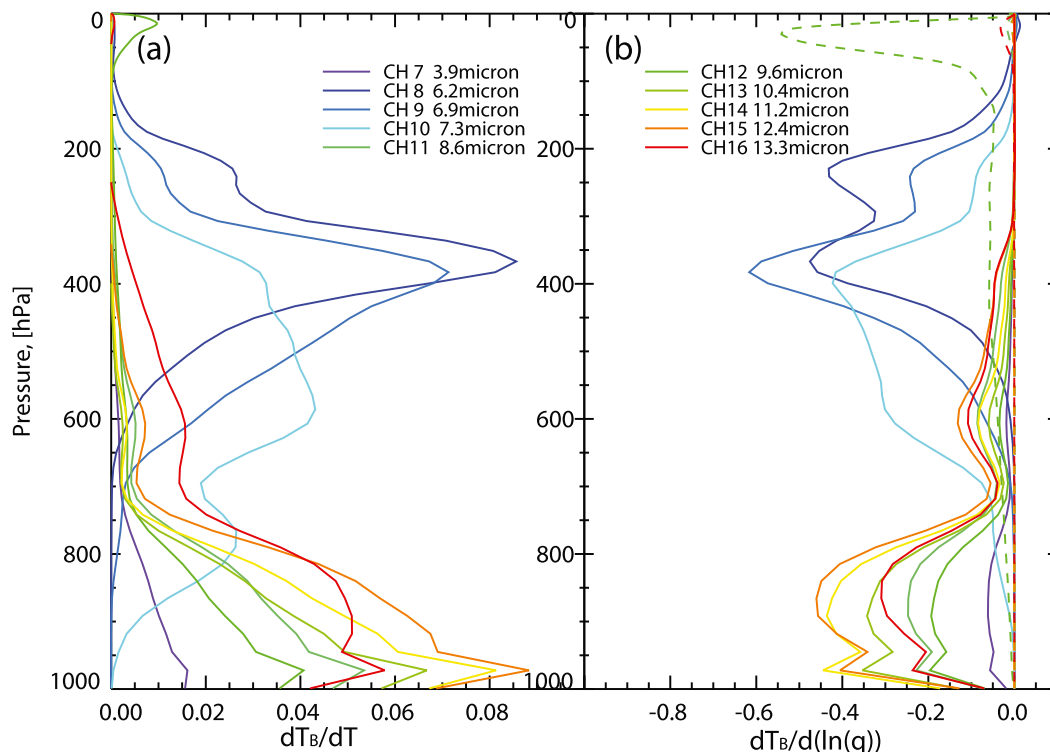 (a)
(b)
CH 7 3.9micron
CH 8 6.2micron
CH 9 6.9micron
CH10 7.3micron
CH11 8.6micron
CH12 9.6micron
CH13 10.4micron
CH14 11.2micron
CH15 12.4micron
CH16 13.3micron
Pressure, [hPa]
0
200
400
600
800
1000
0
200
400
600
800
1000
0.00 0.02 0.04 0.06 0.08
-0.8 -0.6 -0.4 -0.2 0.0
dTB/dT
dTB/d(ln(q))